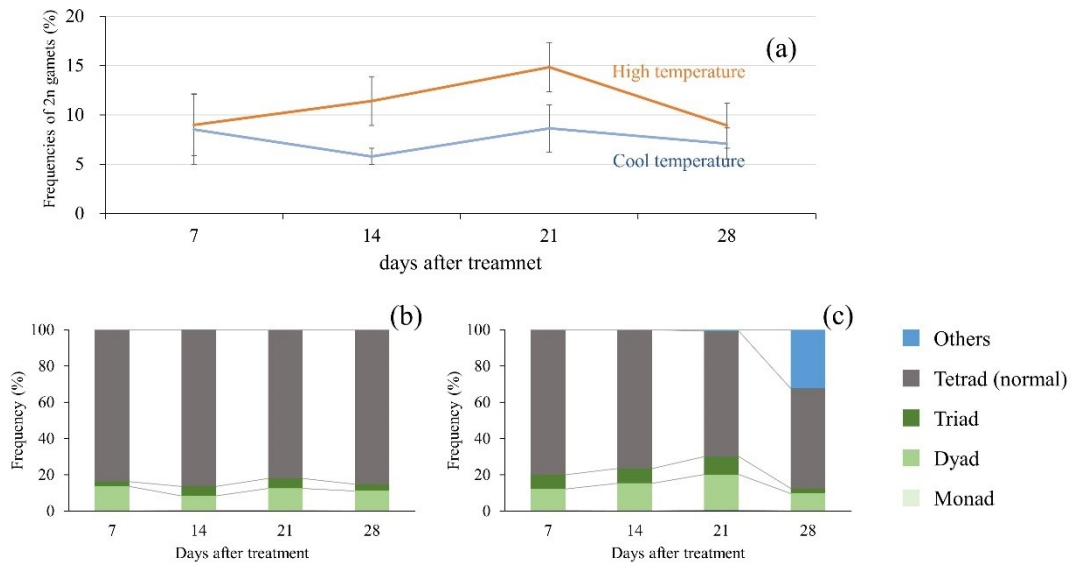 Frequencies of 2n gamets (%)
20
15
10
5
0
(a)
High temperature
Cool temperature
7 14 21 28
days after treamnet
Frequency (%)
100
80
60
40
20
0
(b)
7 14 21 28
Days after treatment
Frequency (%)
100
80
60
40
20
0
(c)
7 14 21 28
Days after treatment
Others
Tetrad (normal)
Triad
Dyad
Monad